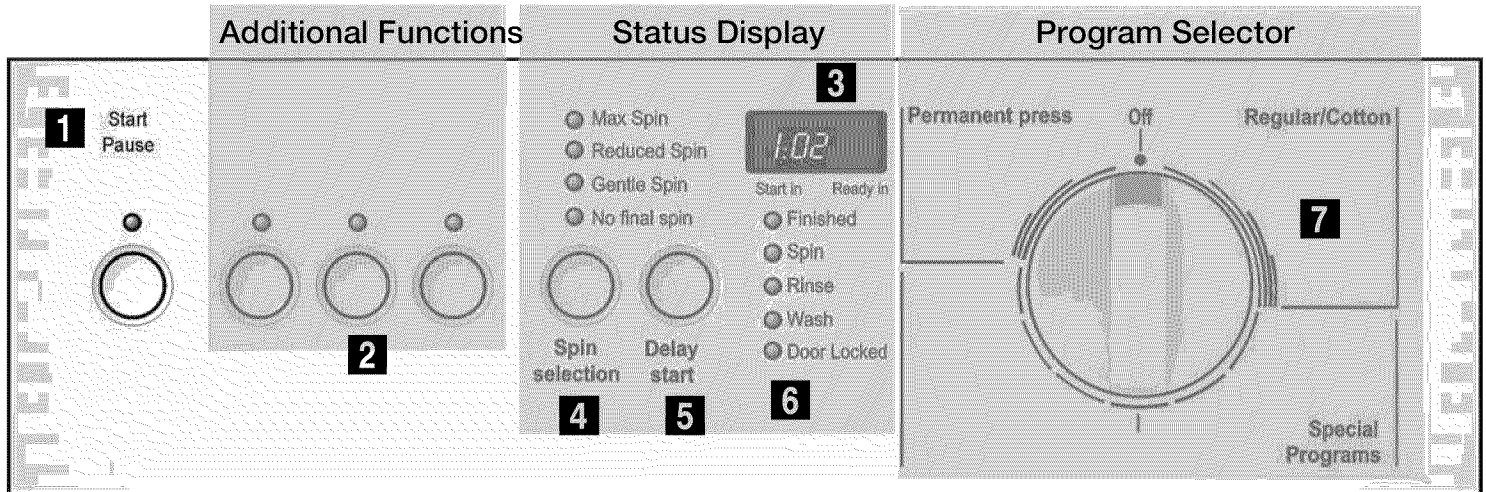 Additional Functions
Status Display
Program Selector
1
Start
Pause
2
Max Spin
Reduced Spin
Gentle Spin
No final spin
Spin
selection
4
Delay
start
5
3
1:02
Start in Ready in
Finished
Spin
Rinse
Wash
Door Locked
6
Permanent press
Off
Regular/Cotton
7
Special
Programs